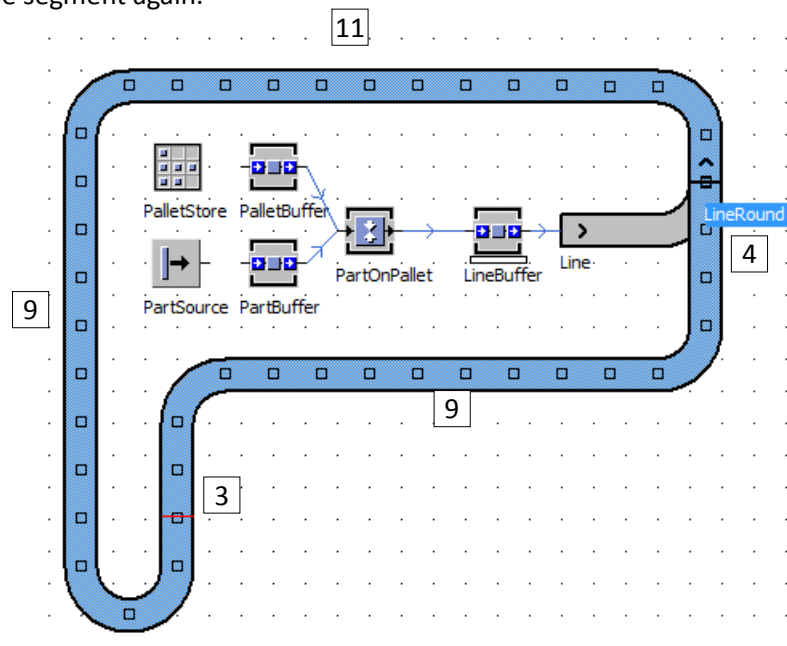 e segment again.
11
PalletStore PalletBuffer
LineRound
4
PartOnPallet LineBuffer Line
9
PartSource PartBuffer
9
3